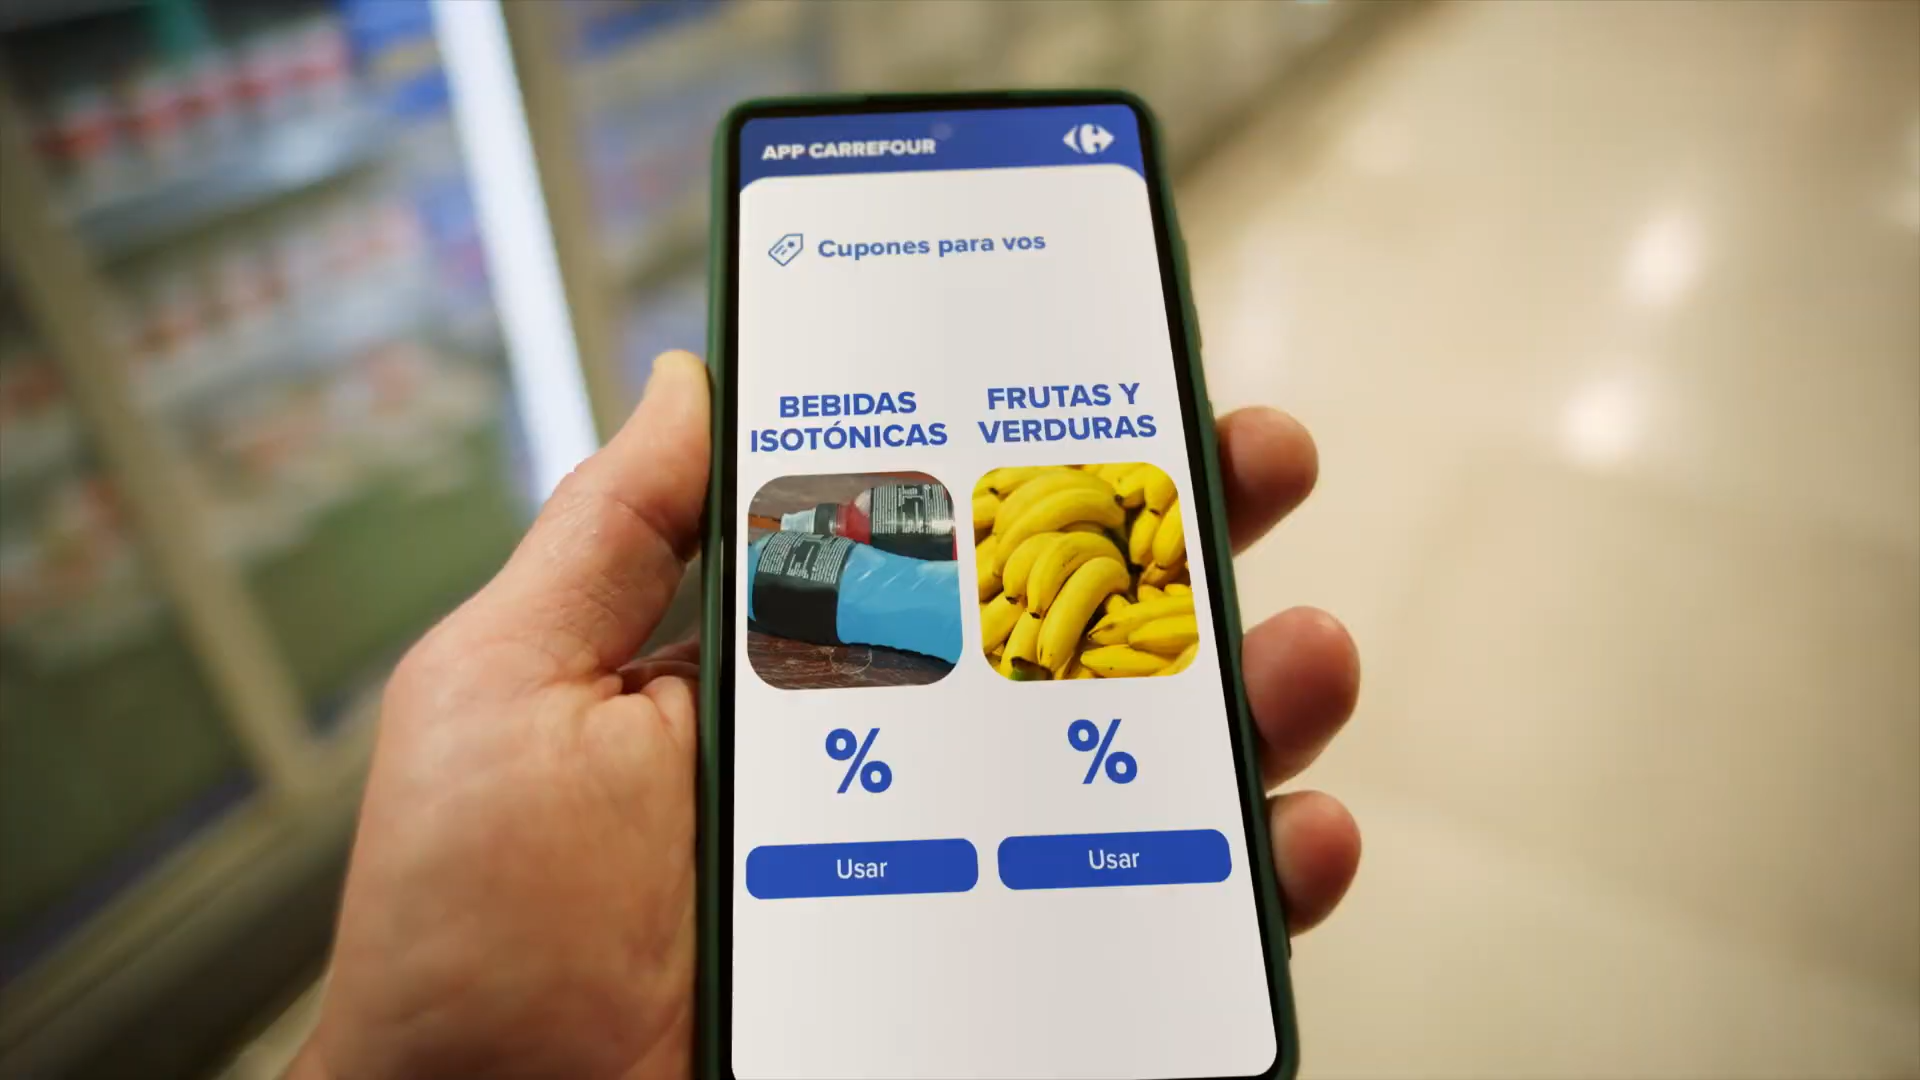 APP CARREFOUR
Cupones para vos
BEBIDAS
ISOTÓNICAS
FRUTAS Y
VERDURAS
%
%
Usar
Usar